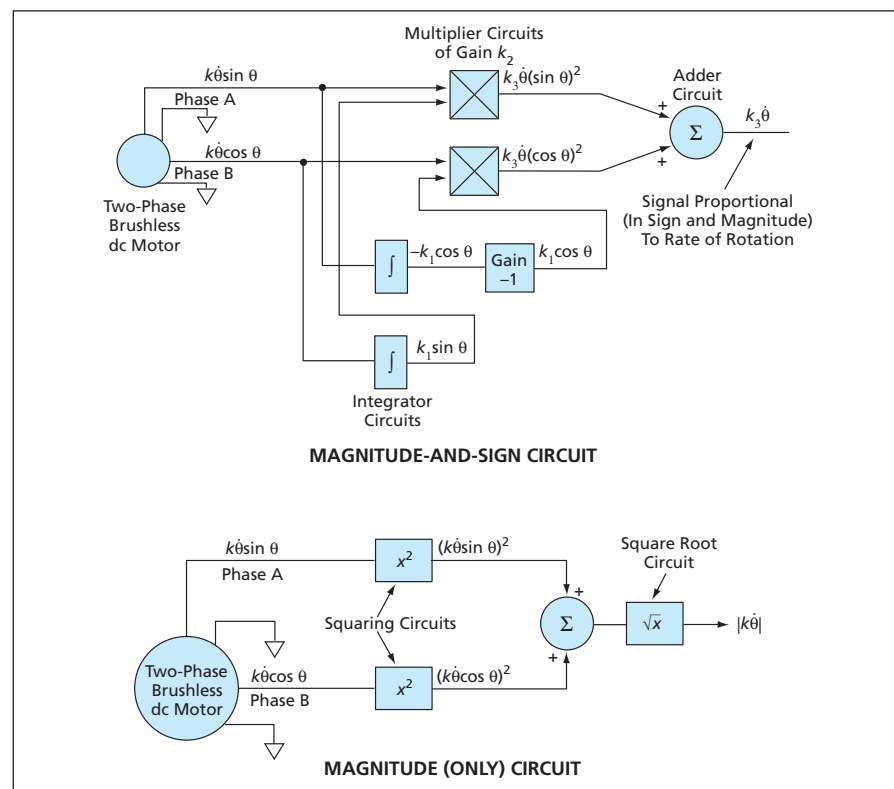 Multiplier Circuits
of Gain k₂
kθ̇sin θ
Phase A
k₃θ̇(sin θ)²
Adder
Circuit
+
Σ
k₃θ̇
kθ̇cos θ
Phase B
k₃θ̇(cos θ)²
+
Two-Phase
Brushless
dc Motor
Signal Proportional
(In Sign and Magnitude)
To Rate of Rotation
∫
–k₁cos θ
Gain
–1
k₁cos θ
∫
k₁sin θ
Integrator
Circuits
MAGNITUDE-AND-SIGN CIRCUIT
kθ̇sin θ
Phase A
x²
(kθ̇sin θ)²
Square Root
Circuit
+
Squaring Circuits
Σ
√x
|kθ̇|
+
Two-Phase
Brushless
dc Motor
kθ̇cos θ
Phase B
x²
(kθ̇cos θ)²
MAGNITUDE (ONLY) CIRCUIT